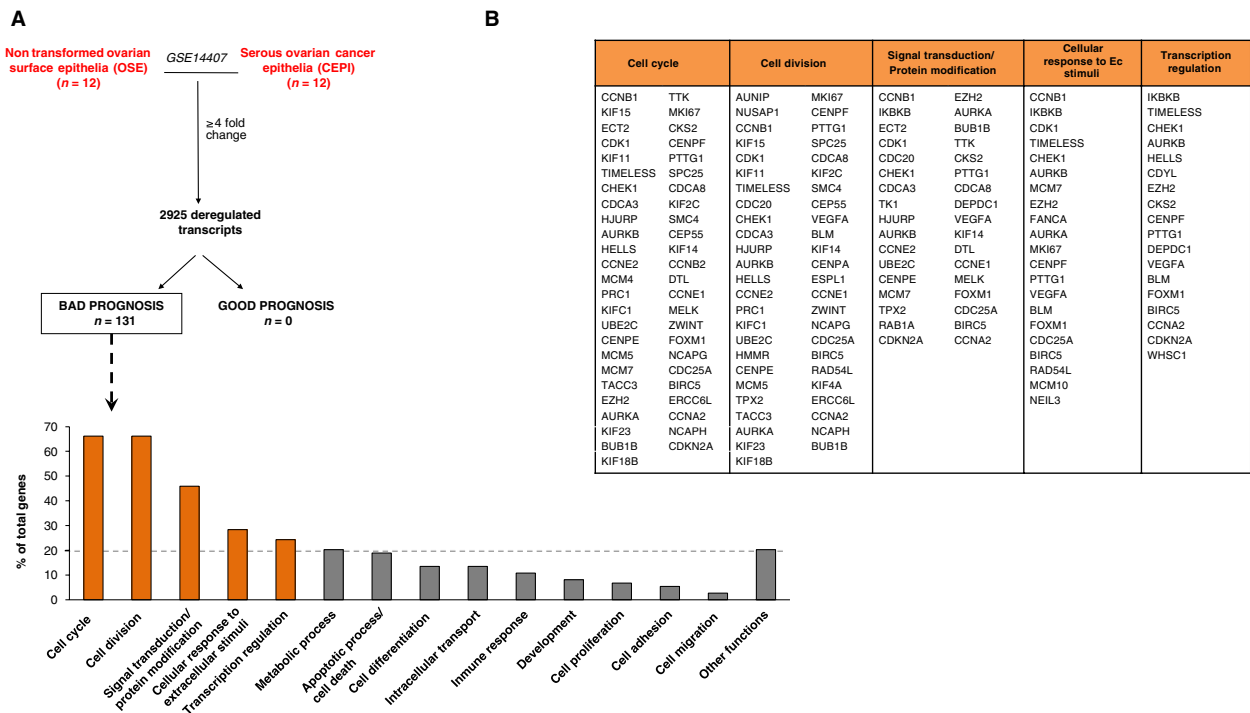 A
Non transformed ovarian
surface epithelia (OSE)
(n = 12)
GSE14407
Serous ovarian cancer
epithelia (CEPI)
(n = 12)
≥4 fold
change
2925 deregulated
transcripts
BAD PROGNOSIS
n = 131
GOOD PROGNOSIS
n = 0
% of total genes
70
60
50
40
30
20
10
0
Cell cycle
Cell division
Signal transduction/
protein modification
Cellular response to
extracellular stimuli
Transcription regulation
Metabolic process
Apoptotic process/
cell death
Cell differentiation
Intracellular transport
Inmune response
Development
Cell proliferation
Cell adhesion
Cell migration
Other functions
B
Cell cycle
CCNB1 TTK
KIF15 MKI67
ECT2 CKS2
CDK1 CENPF
KIF11 PTTG1
TIMELESS SPC25
CHEK1 CDCA8
CDCA3 KIF2C
HJURP SMC4
AURKB CEP55
HELLS KIF14
CCNE2 CCNB2
MCM4 DTL
PRC1 CCNE1
KIFC1 MELK
UBE2C ZWINT
CENPE FOXM1
MCM5 NCAPG
MCM7 CDC25A
TACC3 BIRC5
EZH2 ERCC6L
AURKA CCNA2
KIF23 NCAPH
BUB1B CDKN2A
KIF18B
Cell division
AUNIP MKI67
NUSAP1 CENPF
CCNB1 PTTG1
KIF15 SPC25
CDK1 CDCA8
KIF11 KIF2C
TIMELESS SMC4
CDC20 CEP55
CHEK1 VEGFA
CDCA3 BLM
HJURP KIF14
AURKB CENPA
HELLS ESPL1
CCNE2 CCNE1
PRC1 ZWINT
KIFC1 NCAPG
UBE2C CDC25A
HMMR BIRC5
CENPE RAD54L
MCM5 KIF4A
TPX2 ERCC6L
TACC3 CCNA2
AURKA NCAPH
KIF23 BUB1B
KIF18B
Signal transduction/
Protein modification
CCNB1 EZH2
IKBKB AURKA
ECT2 BUB1B
CDK1 TTK
CDC20 CKS2
CHEK1 PTTG1
CDCA3 CDCA8
TK1 DEPDC1
HJURP VEGFA
AURKB KIF14
CCNE2 DTL
UBE2C CCNE1
CENPE MELK
MCM7 FOXM1
TPX2 CDC25A
RAB1A BIRC5
CDKN2A CCNA2
Cellular
response to Ec
stimuli
CCNB1
IKBKB
CDK1
TIMELESS
CHEK1
AURKB
MCM7
EZH2
FANCA
AURKA
MKI67
CENPF
PTTG1
VEGFA
BLM
FOXM1
CDC25A
BIRC5
RAD54L
MCM10
NEIL3
Transcription
regulation
IKBKB
TIMELESS
CHEK1
AURKB
HELLS
CDYL
EZH2
CKS2
CENPF
PTTG1
DEPDC1
VEGFA
BLM
FOXM1
BIRC5
CCNA2
CDKN2A
WHSC1